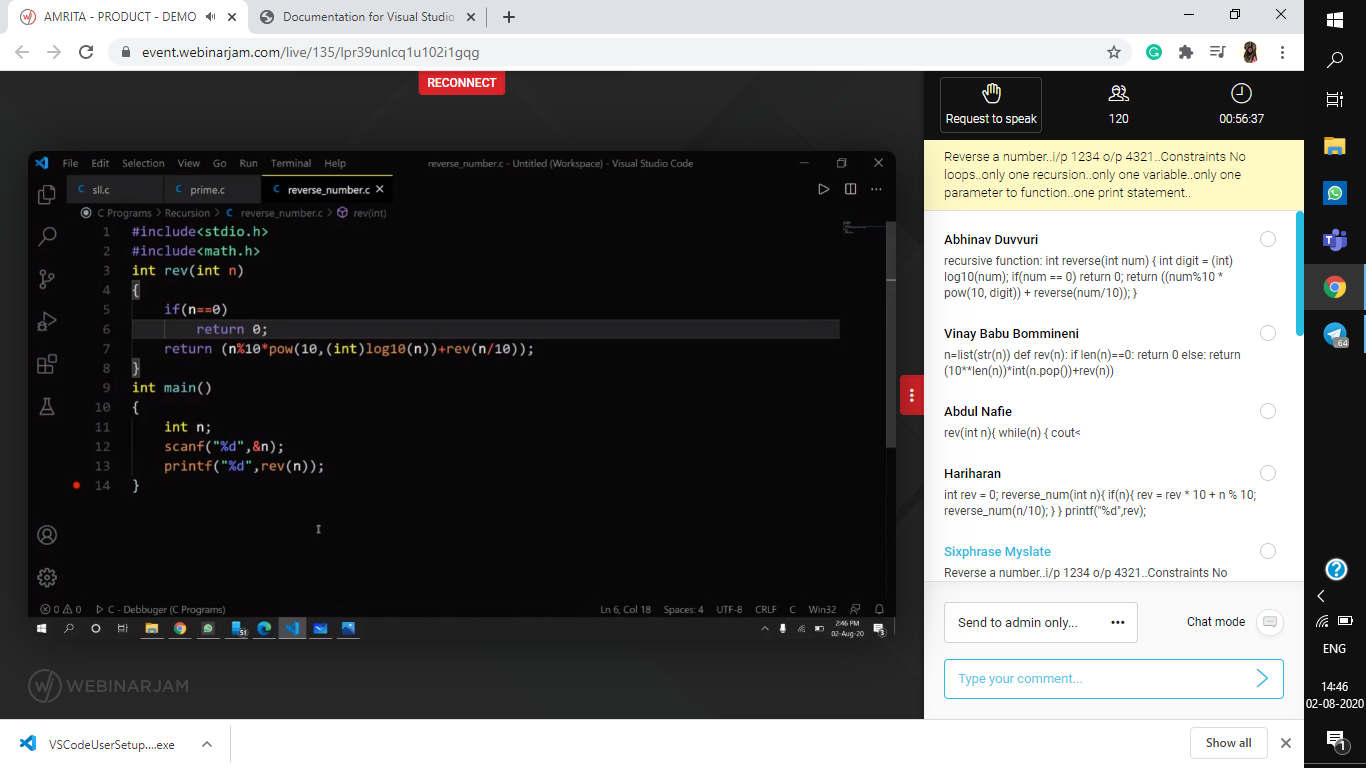 AMRITA - PRODUCT - DEMO
Documentation for Visual Studio
event.webinarjam.com/live/135/lpr39unlcq1u102i1gqg
RECONNECT
File Edit Selection View Go Run Terminal Help
reverse_number.c - Untitled (Workspace) - Visual Studio Code
C sll.c
C prime.c
C reverse_number.c
C Programs > Recursion > C reverse_number.c > rev(int)
1 #include<stdio.h>
2 #include<math.h>
3 int rev(int n)
4 {
5 if(n==0)
6 return 0;
7 return (n%10*pow(10,(int)log10(n))+rev(n/10));
8 }
9 int main()
10 {
11 int n;
12 scanf("%d",&n);
13 printf("%d",rev(n));
14 }
0 0
C - Debbuger (C Programs)
Ln 6, Col 18 Spaces: 4 UTF-8 CRLF C Win32
51
2:46 PM
02-Aug-20
3
WEBINARJAM
Request to speak
120
00:56:37
Reverse a number..i/p 1234 o/p 4321..Constraints No
loops..only one recursion..only one variable..only one
parameter to function..one print statement..
Abhinav Duvvuri
recursive function: int reverse(int num) { int digit = (int)
log10(num); if(num == 0) return 0; return ((num%10 *
pow(10, digit)) + reverse(num/10)); }
Vinay Babu Bommineni
n=list(str(n)) def rev(n): if len(n)==0: return 0 else: return
(10**len(n))*int(n.pop())+rev(n))
Abdul Nafie
rev(int n){ while(n) { cout<
Hariharan
int rev = 0; reverse_num(int n){ if(n){ rev = rev * 10 + n % 10;
reverse_num(n/10); } } printf("%d",rev);
Sixphrase Myslate
Reverse a number..i/p 1234 o/p 4321..Constraints No
Send to admin only...
Chat mode
Type your comment...
VSCodeUserSetup....exe
Show all
.64
ENG
14:46
02-08-2020
1